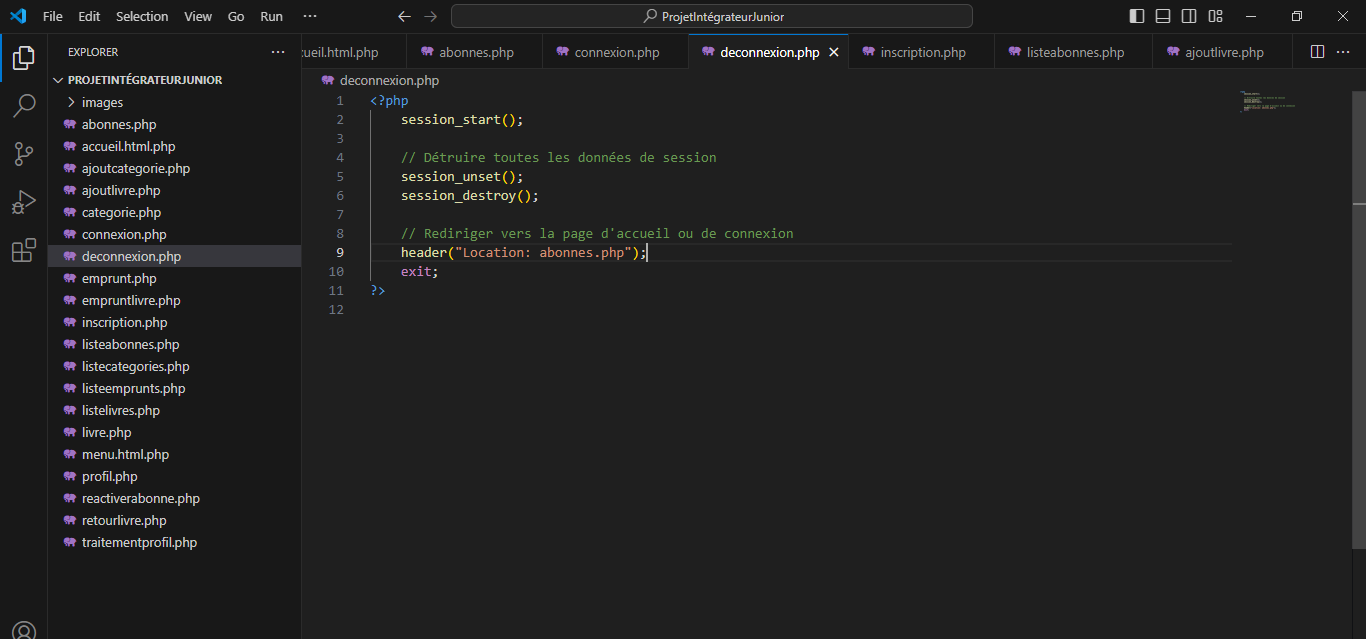 File Edit Selection View Go Run ··· ← → ProjetIntégrateurJunior
EXPLORER ···
PROJETINTÉGRATEURJUNIOR
images
abonnes.php
accueil.html.php
ajoutcategorie.php
ajoutlivre.php
categorie.php
connexion.php
deconnexion.php
emprunt.php
empruntlivre.php
inscription.php
listeabonnes.php
listecategories.php
listeemprunts.php
listelivres.php
livre.php
menu.html.php
profil.php
reactiverabonne.php
retourlivre.php
traitementprofil.php
cueil.html.php abonnes.php connexion.php deconnexion.php inscription.php listeabonnes.php ajoutlivre.php ···
deconnexion.php
1 <?php
2 session_start();
3
4 // Détruire toutes les données de session
5 session_unset();
6 session_destroy();
7
8 // Rediriger vers la page d'accueil ou de connexion
9 header("Location: abonnes.php");
10 exit;
11 ?>
12